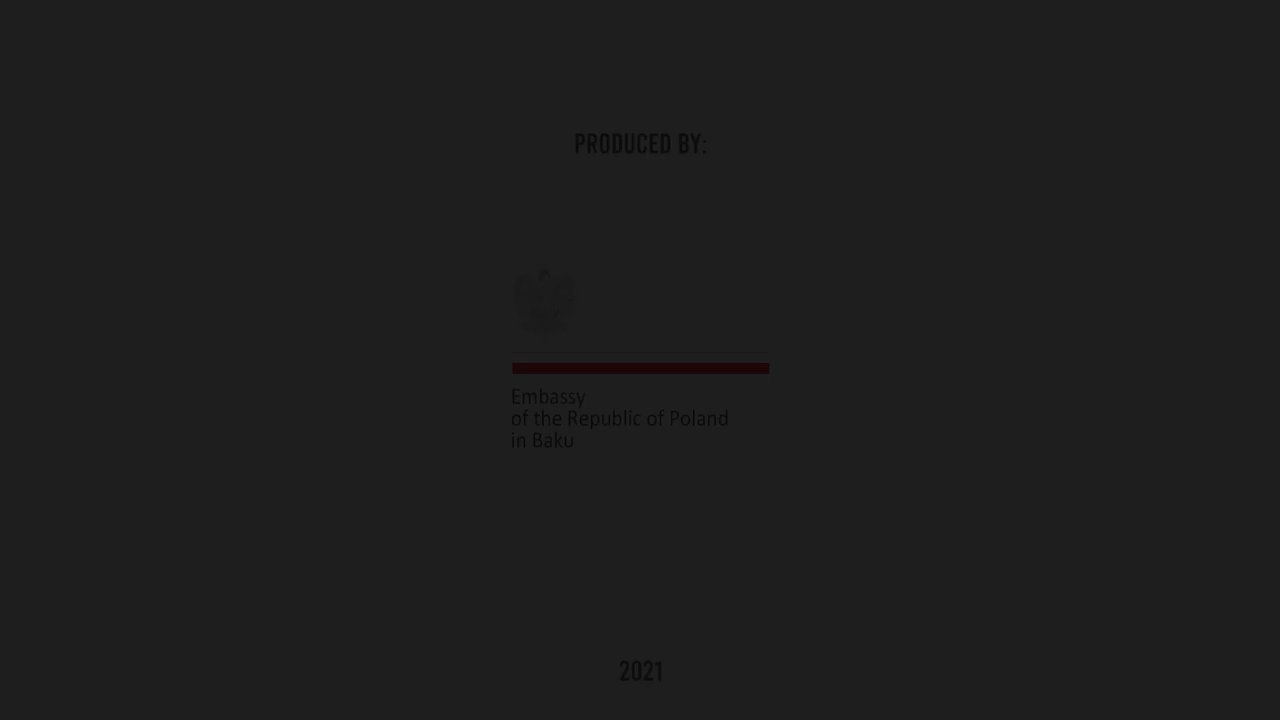 PRODUCED BY:
Embassy
of the Republic of Poland
in Baku
2021